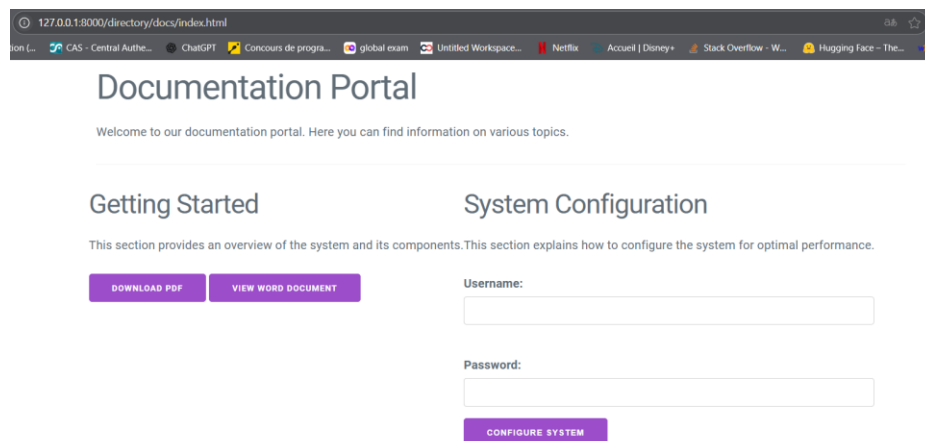 127.0.0.1:8000/directory/docs/index.html
tion (... CAS - Central Authe... ChatGPT Concours de progra... global exam Untitled Workspace... Netflix Accueil | Disney+ Stack Overflow - W... Hugging Face – The...
Documentation Portal
Welcome to our documentation portal. Here you can find information on various topics.
Getting Started
This section provides an overview of the system and its components.
DOWNLOAD PDF VIEW WORD DOCUMENT
System Configuration
This section explains how to configure the system for optimal performance.
Username:
Password:
CONFIGURE SYSTEM